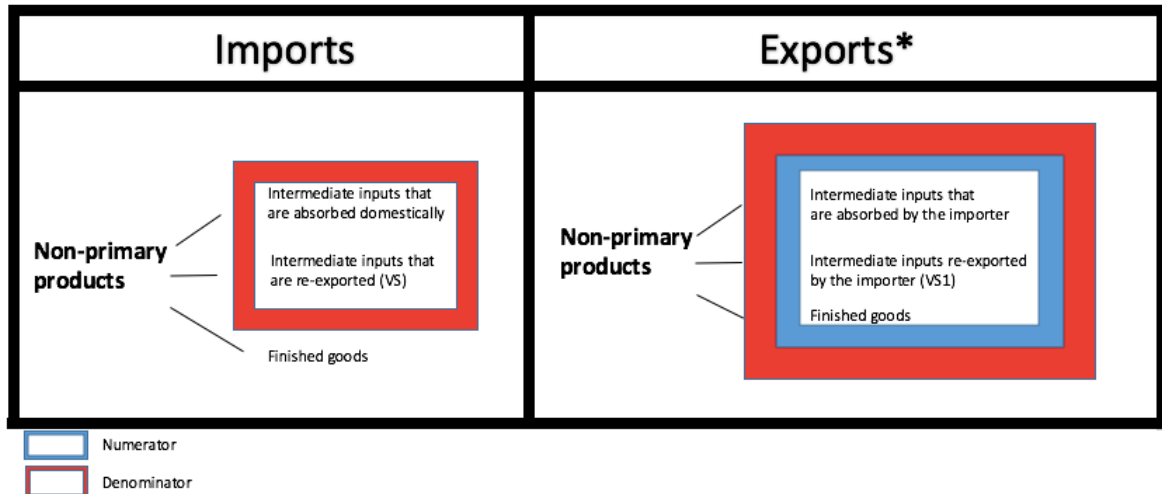 Imports
Exports*
Non-primary
products
Intermediate inputs that
are absorbed domestically
Intermediate inputs that
are re-exported (VS)
Finished goods
Non-primary
products
Intermediate inputs that
are absorbed by the importer
Intermediate inputs re-exported
by the importer (VS1)
Finished goods
Numerator
Denominator